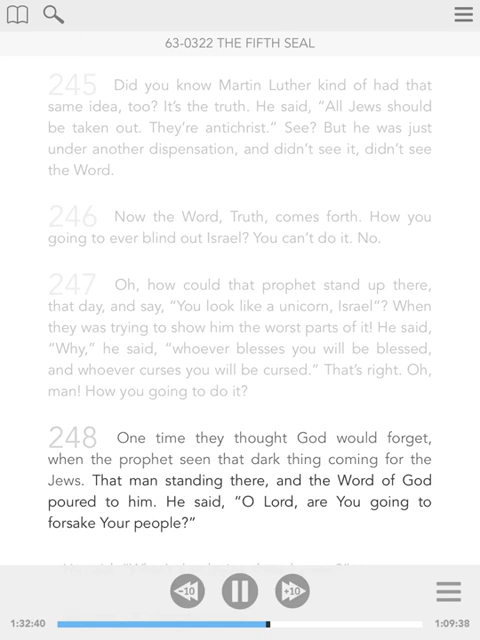 63-0322 THE FIFTH SEAL
245 Did you know Martin Luther kind of had that
same idea, too? It's the truth. He said, “All Jews should
be taken out. They're antichrist.” See? But he was just
under another dispensation, and didn't see it, didn't see
the Word.
246 Now the Word, Truth, comes forth. How you
going to ever blind out Israel? You can't do it. No.
247 Oh, how could that prophet stand up there,
that day, and say, “You look like a unicorn, Israel”? When
they was trying to show him the worst parts of it! He said,
“Why,” he said, “whoever blesses you will be blessed,
and whoever curses you will be cursed.” That's right. Oh,
man! How you going to do it?
248 One time they thought God would forget,
when the prophet seen that dark thing coming for the
Jews. That man standing there, and the Word of God
poured to him. He said, “O Lord, are You going to
forsake Your people?”
-10 +10
1:32:40 1:09:38